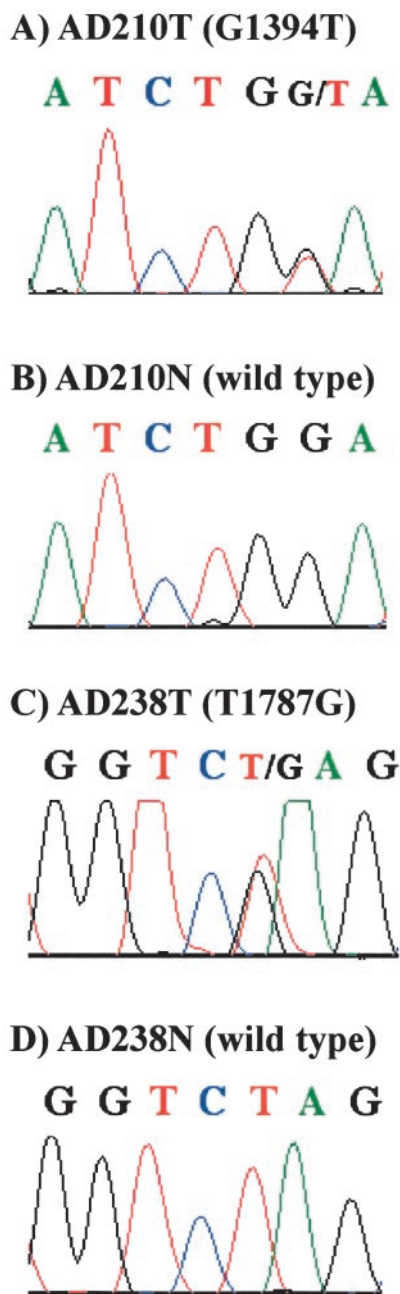 A) AD210T (G1394T)
A T C T G G/T A
B) AD210N (wild type)
A T C T G G A
C) AD238T (T1787G)
G G T C T/G A G
D) AD238N (wild type)
G G T C T A G